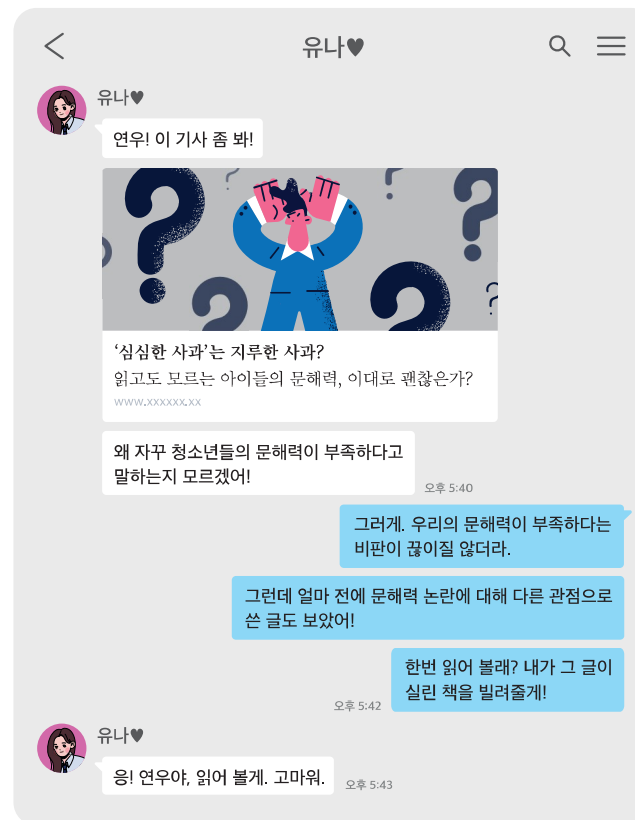 유나♥
유나♥
연우! 이 기사 좀 봐!
‘심심한 사과’는 지루한 사과?
읽고도 모르는 아이들의 문해력, 이대로 괜찮은가?
www.xxxxxx.xx
왜 자꾸 청소년들의 문해력이 부족하다고
말하는지 모르겠어!
오후 5:40
그러게. 우리의 문해력이 부족하다는
비판이 끊이질 않더라.
그런데 얼마 전에 문해력 논란에 대해 다른 관점으로
쓴 글도 보았어!
한번 읽어 볼래? 내가 그 글이
실린 책을 빌려줄게!
오후 5:42
유나♥
응! 연우야, 읽어 볼게. 고마워.
오후 5:43